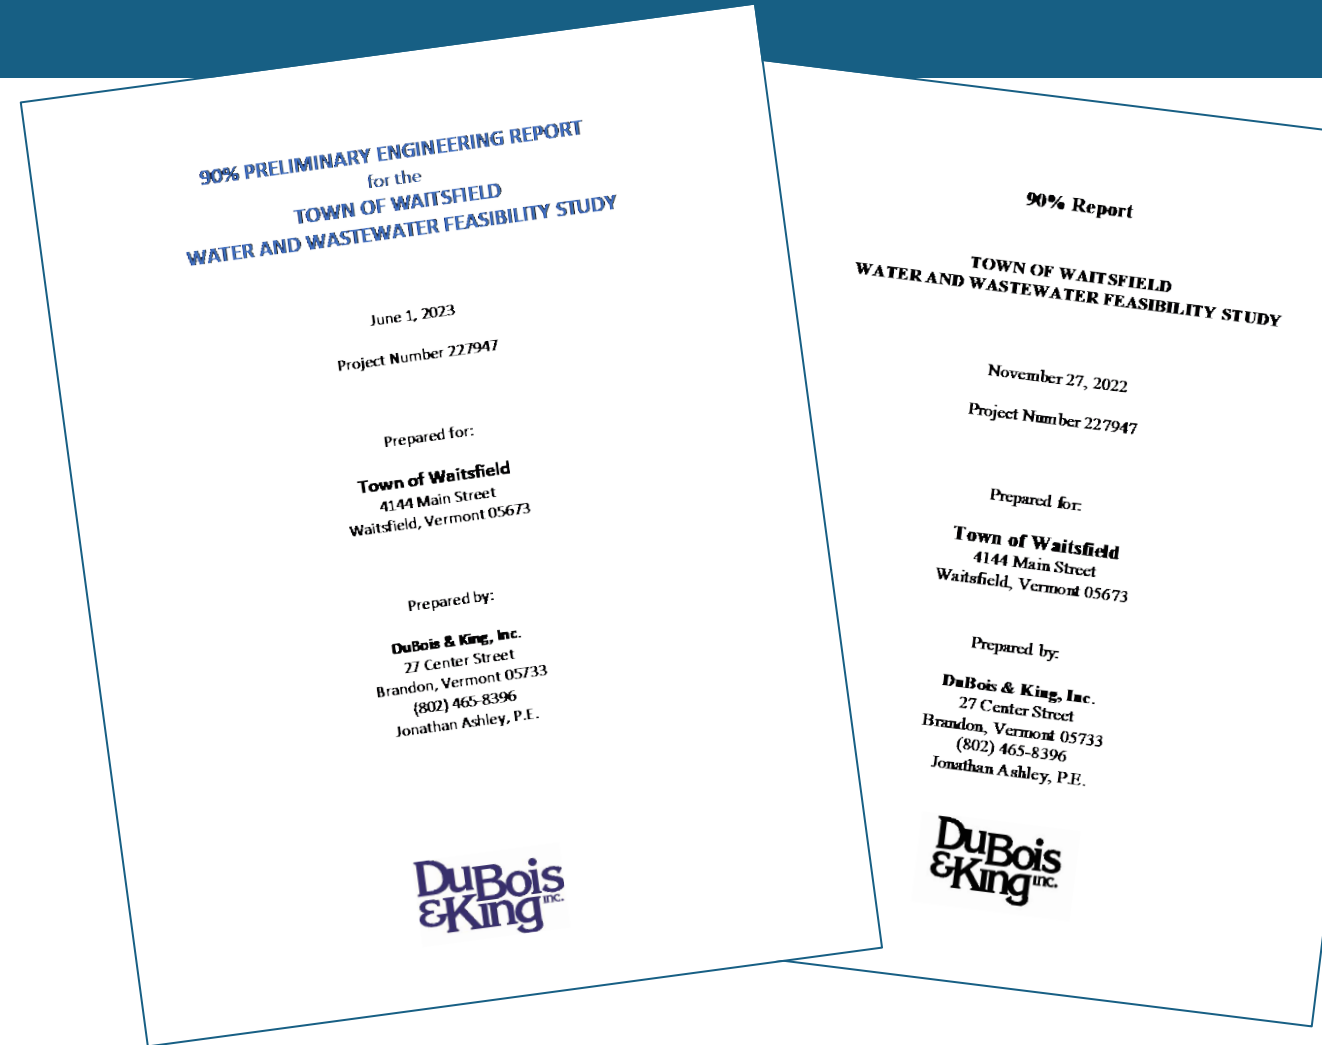 90% PRELIMINARY ENGINEERING REPORT
for the
TOWN OF WAITSFIELD
WATER AND WASTEWATER FEASIBILITY STUDY
June 1, 2023
Project Number 227947
Prepared for:
Town of Waitsfield
4144 Main Street
Waitsfield, Vermont 05673
Prepared by:
DuBois & King, Inc.
27 Center Street
Brandon, Vermont 05733
(802) 465-8396
Jonathan Ashley, P.E.
DuBois
&King inc.
90% Report
TOWN OF WAITSFIELD
WATER AND WASTEWATER FEASIBILITY STUDY
November 27, 2022
Project Number 227947
Prepared for:
Town of Waitsfield
4144 Main Street
Waitsfield, Vermont 05673
Prepared by:
DuBois & King, Inc.
27 Center Street
Brandon, Vermont 05733
(802) 465-8396
Jonathan Ashley, P.E.
DuBois
&King inc.